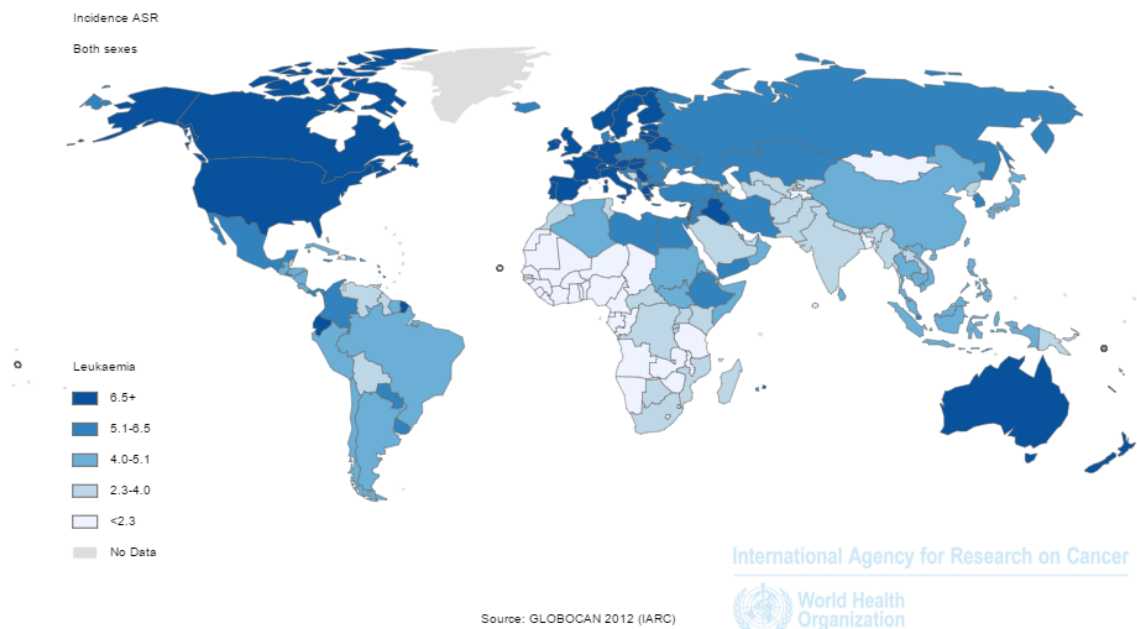 Incidence ASR
Both sexes
Leukaemia
6.5+
5.1-6.5
4.0-5.1
2.3-4.0
<2.3
No Data
International Agency for Research on Cancer
World Health
Organization
Source: GLOBOCAN 2012 (IARC)